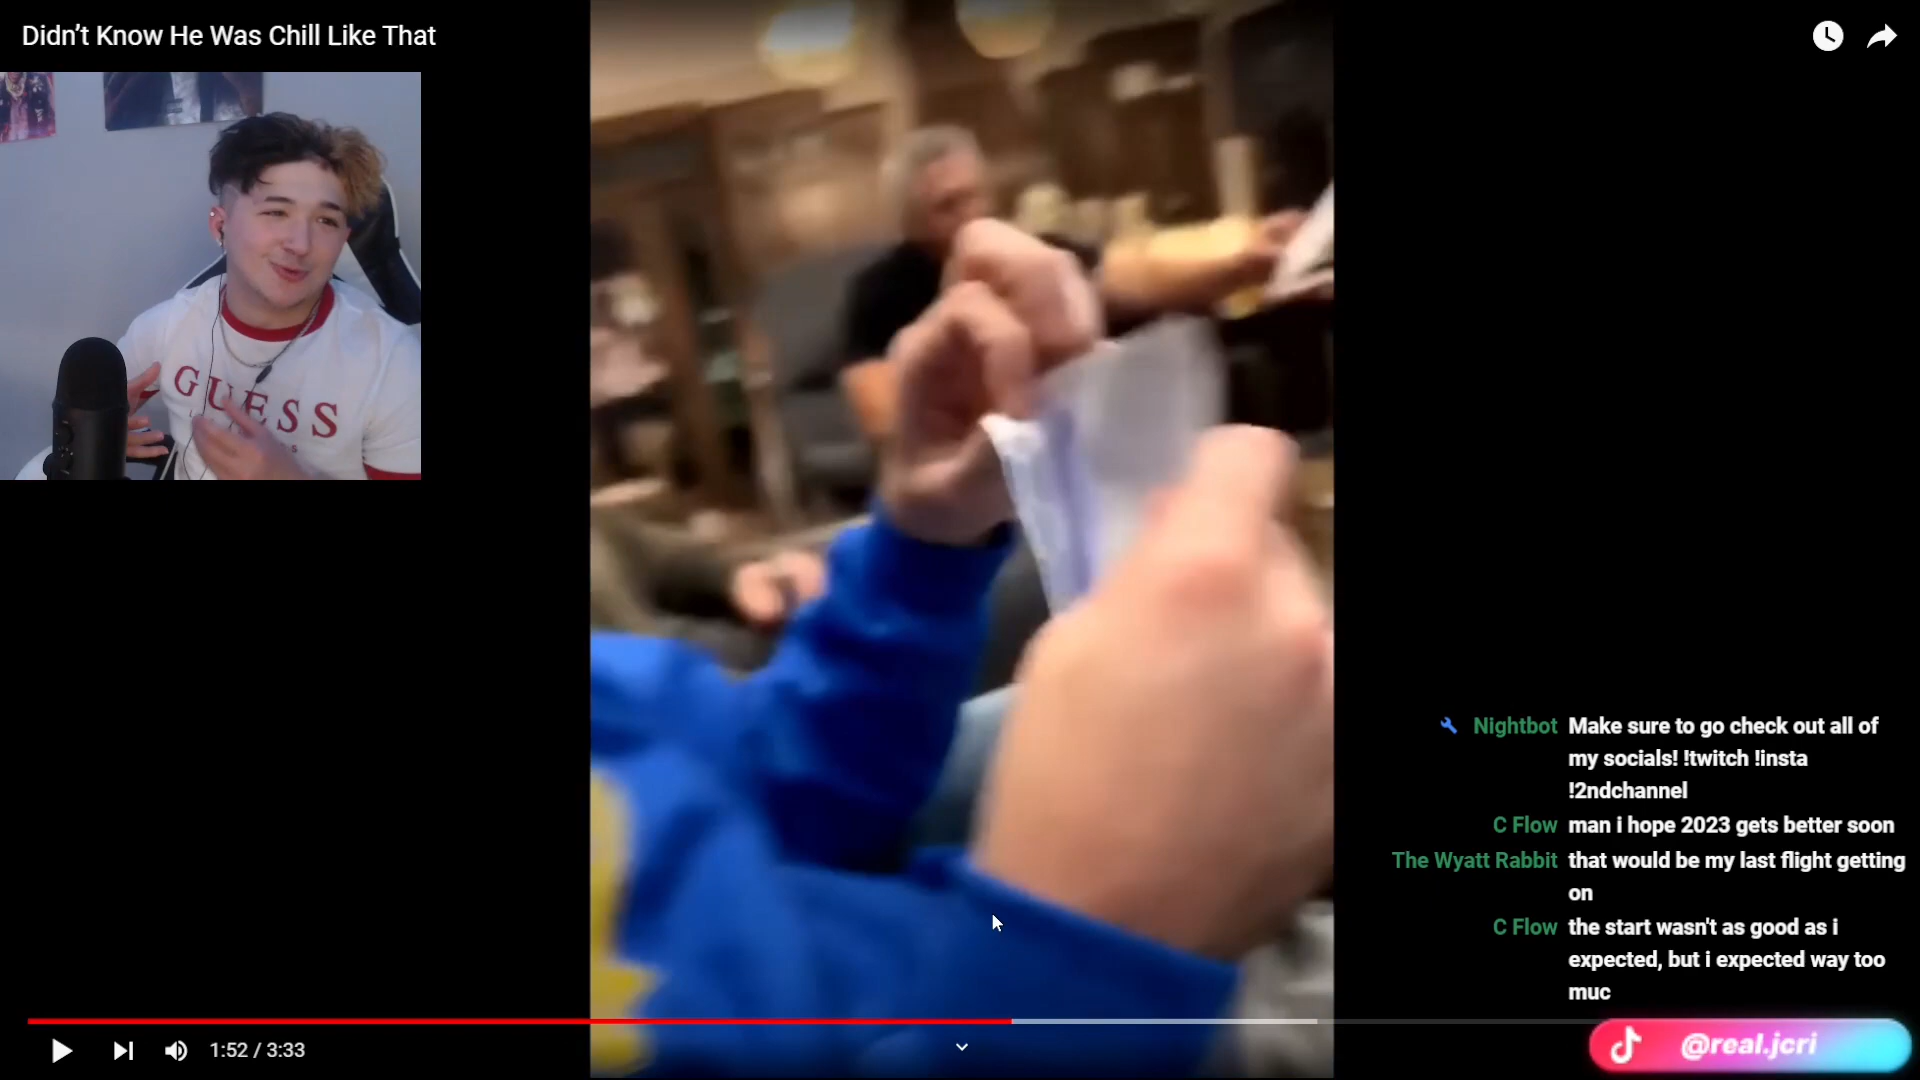 Didn’t Know He Was Chill Like That
GUESS
Nightbot Make sure to go check out all of
my socials! !twitch !insta
!2ndchannel
C Flow man i hope 2023 gets better soon
The Wyatt Rabbit that would be my last flight getting
on
C Flow the start wasn't as good as i
expected, but i expected way too
muc
1:52 / 3:33
@real.jcri